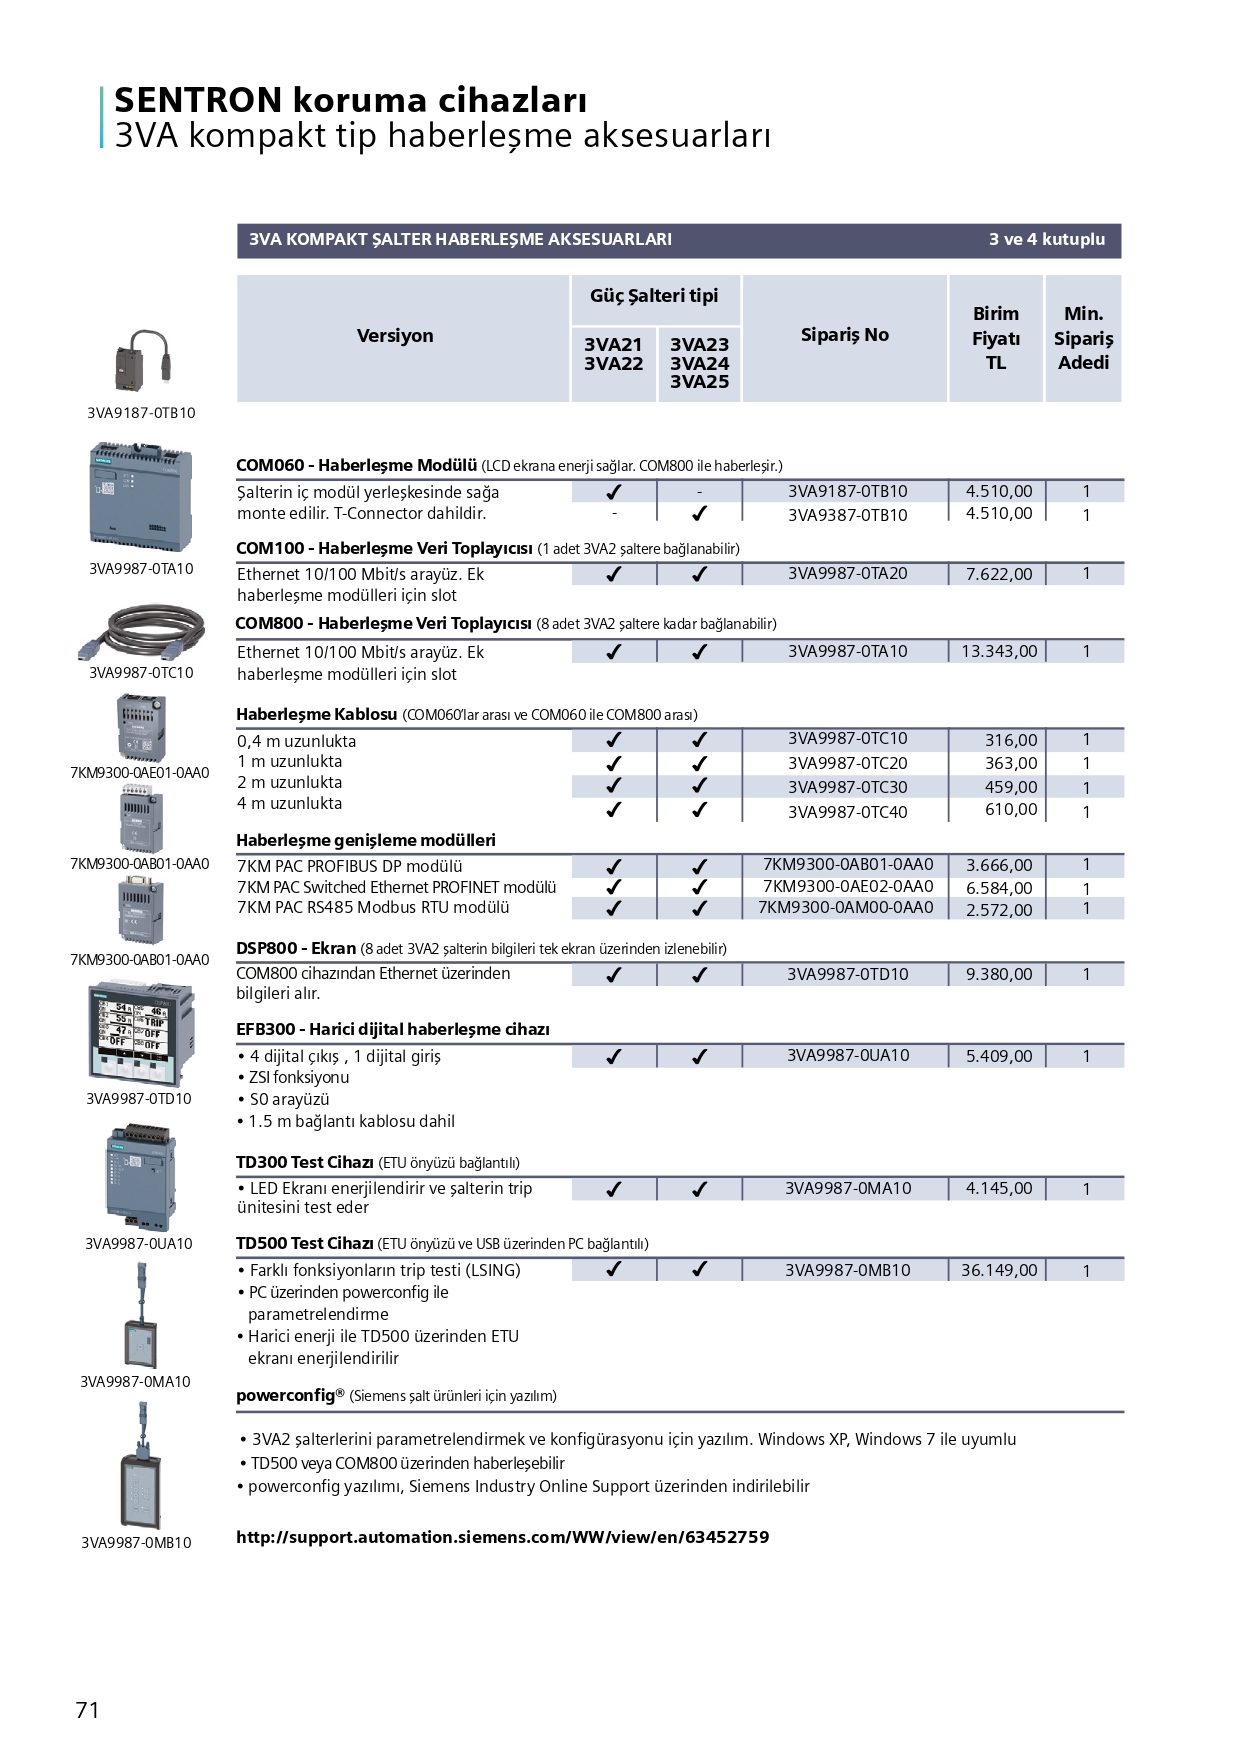 SENTRON koruma cihazları
3VA kompakt tip haberleşme aksesuarları
3VA KOMPAKT ŞALTER HABERLEŞME AKSESUARLARI 3 ve 4 kutuplu
Versiyon
Güç Şalteri tipi
3VA21
3VA22
3VA23
3VA24
3VA25
Sipariş No
Birim
Fiyatı
TL
Min.
Sipariş
Adedi
3VA9187-0TB10
3VA9987-0TA10
3VA9987-0TC10
7KM9300-0AE01-0AA0
7KM9300-0AB01-0AA0
7KM9300-0AB01-0AA0
3VA9987-0TD10
3VA9987-0UA10
3VA9987-0MA10
3VA9987-0MB10
COM060 - Haberleşme Modülü (LCD ekrana enerji sağlar. COM800 ile haberleşir.)
Şalterin iç modül yerleşkesinde sağa ✓ - 3VA9187-0TB10 4.510,00 1
monte edilir. T-Connector dahildir. - ✓ 3VA9387-0TB10 4.510,00 1
COM100 - Haberleşme Veri Toplayıcısı (1 adet 3VA2 şaltere bağlanabilir)
Ethernet 10/100 Mbit/s arayüz. Ek ✓ ✓ 3VA9987-0TA20 7.622,00 1
haberleşme modülleri için slot
COM800 - Haberleşme Veri Toplayıcısı (8 adet 3VA2 şaltere kadar bağlanabilir)
Ethernet 10/100 Mbit/s arayüz. Ek ✓ ✓ 3VA9987-0TA10 13.343,00 1
haberleşme modülleri için slot
Haberleşme Kablosu (COM060’lar arası ve COM060 ile COM800 arası)
0,4 m uzunlukta ✓ ✓ 3VA9987-0TC10 316,00 1
1 m uzunlukta ✓ ✓ 3VA9987-0TC20 363,00 1
2 m uzunlukta ✓ ✓ 3VA9987-0TC30 459,00 1
4 m uzunlukta ✓ ✓ 3VA9987-0TC40 610,00 1
Haberleşme genişleme modülleri
7KM PAC PROFIBUS DP modülü ✓ ✓ 7KM9300-0AB01-0AA0 3.666,00 1
7KM PAC Switched Ethernet PROFINET modülü ✓ ✓ 7KM9300-0AE02-0AA0 6.584,00 1
7KM PAC RS485 Modbus RTU modülü ✓ ✓ 7KM9300-0AM00-0AA0 2.572,00 1
DSP800 - Ekran (8 adet 3VA2 şalterin bilgileri tek ekran üzerinden izlenebilir)
COM800 cihazından Ethernet üzerinden ✓ ✓ 3VA9987-0TD10 9.380,00 1
bilgileri alır.
EFB300 - Harici dijital haberleşme cihazı
• 4 dijital çıkış , 1 dijital giriş ✓ ✓ 3VA9987-0UA10 5.409,00 1
• ZSI fonksiyonu
• S0 arayüzü
• 1.5 m bağlantı kablosu dahil
TD300 Test Cihazı (ETU önyüzü bağlantılı)
• LED Ekranı enerjilendirir ve şalterin trip ✓ ✓ 3VA9987-0MA10 4.145,00 1
ünitesini test eder
TD500 Test Cihazı (ETU önyüzü ve USB üzerinden PC bağlantılı)
• Farklı fonksiyonların trip testi (LSING) ✓ ✓ 3VA9987-0MB10 36.149,00 1
• PC üzerinden powerconfig ile
parametrelendirme
• Harici enerji ile TD500 üzerinden ETU
ekranı enerjilendirilir
powerconfig® (Siemens şalt ürünleri için yazılım)
• 3VA2 şalterlerini parametrelendirmek ve konfigürasyonu için yazılım. Windows XP, Windows 7 ile uyumlu
• TD500 veya COM800 üzerinden haberleşebilir
• powerconfig yazılımı, Siemens Industry Online Support üzerinden indirilebilir
http://support.automation.siemens.com/WW/view/en/63452759
71